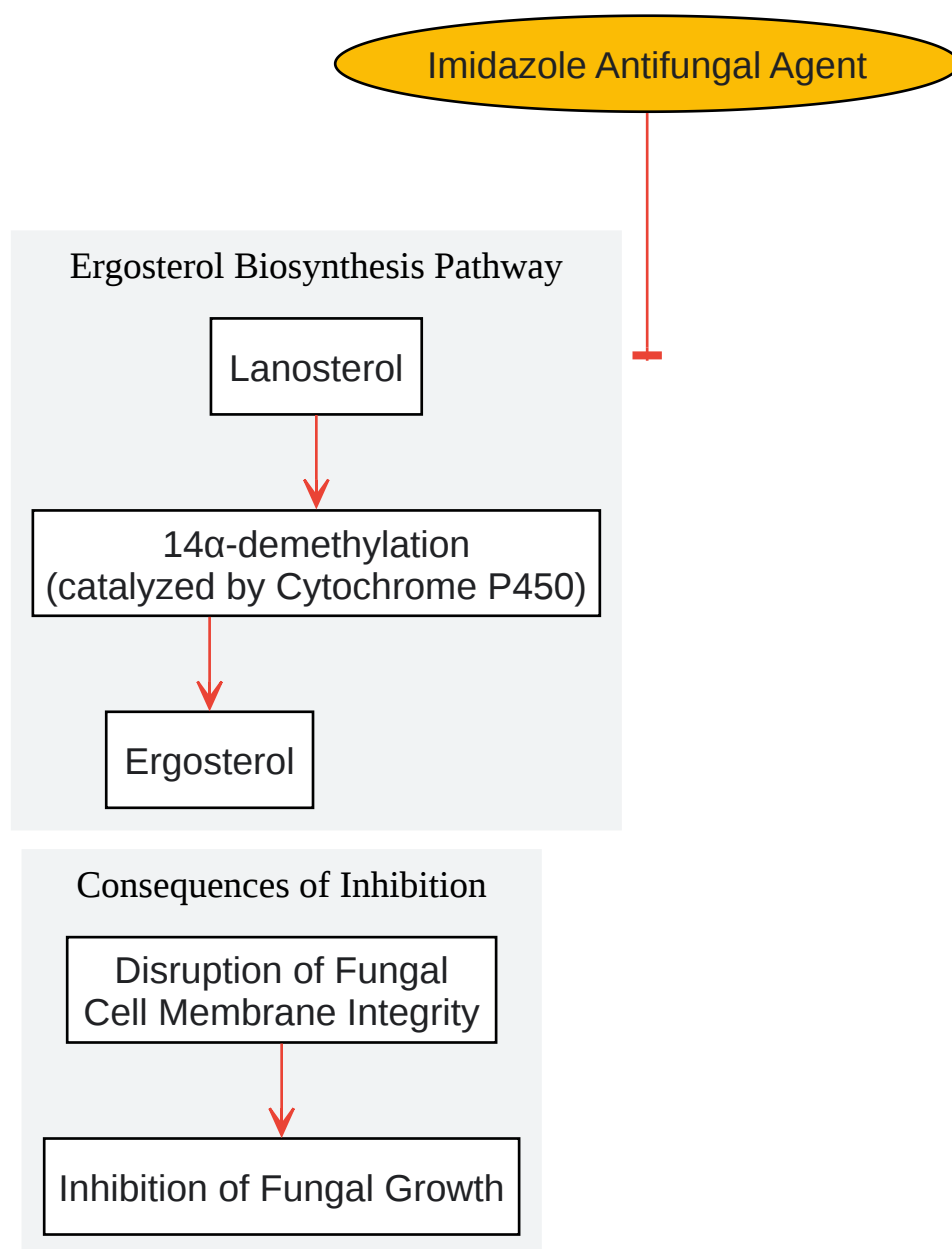 Imidazole Antifungal Agent
Ergosterol Biosynthesis Pathway
Lanosterol
14α-demethylation
(catalyzed by Cytochrome P450)
Ergosterol
Consequences of Inhibition
Disruption of Fungal
Cell Membrane Integrity
Inhibition of Fungal Growth